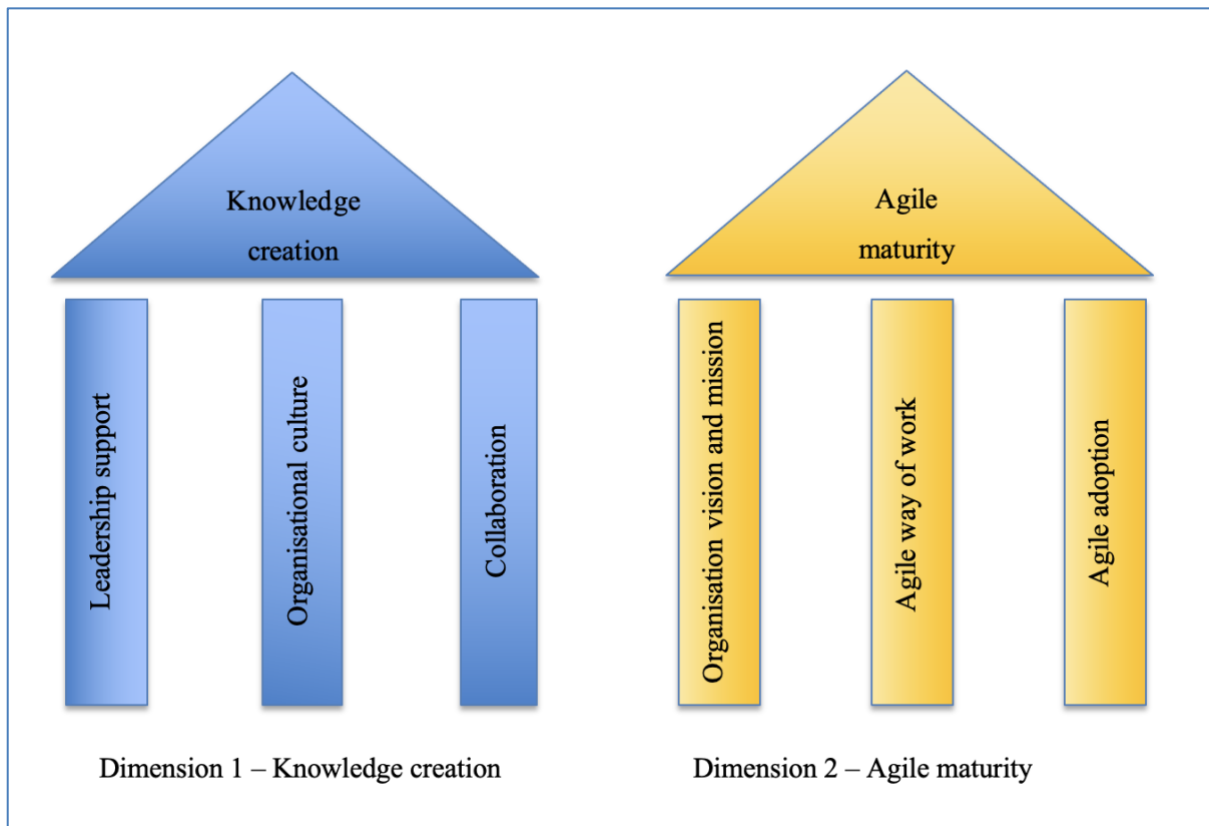 Knowledge
creation
Leadership support
Organisational culture
Collaboration
Dimension 1 – Knowledge creation
Agile
maturity
Organisation vision and mission
Agile way of work
Agile adoption
Dimension 2 – Agile maturity